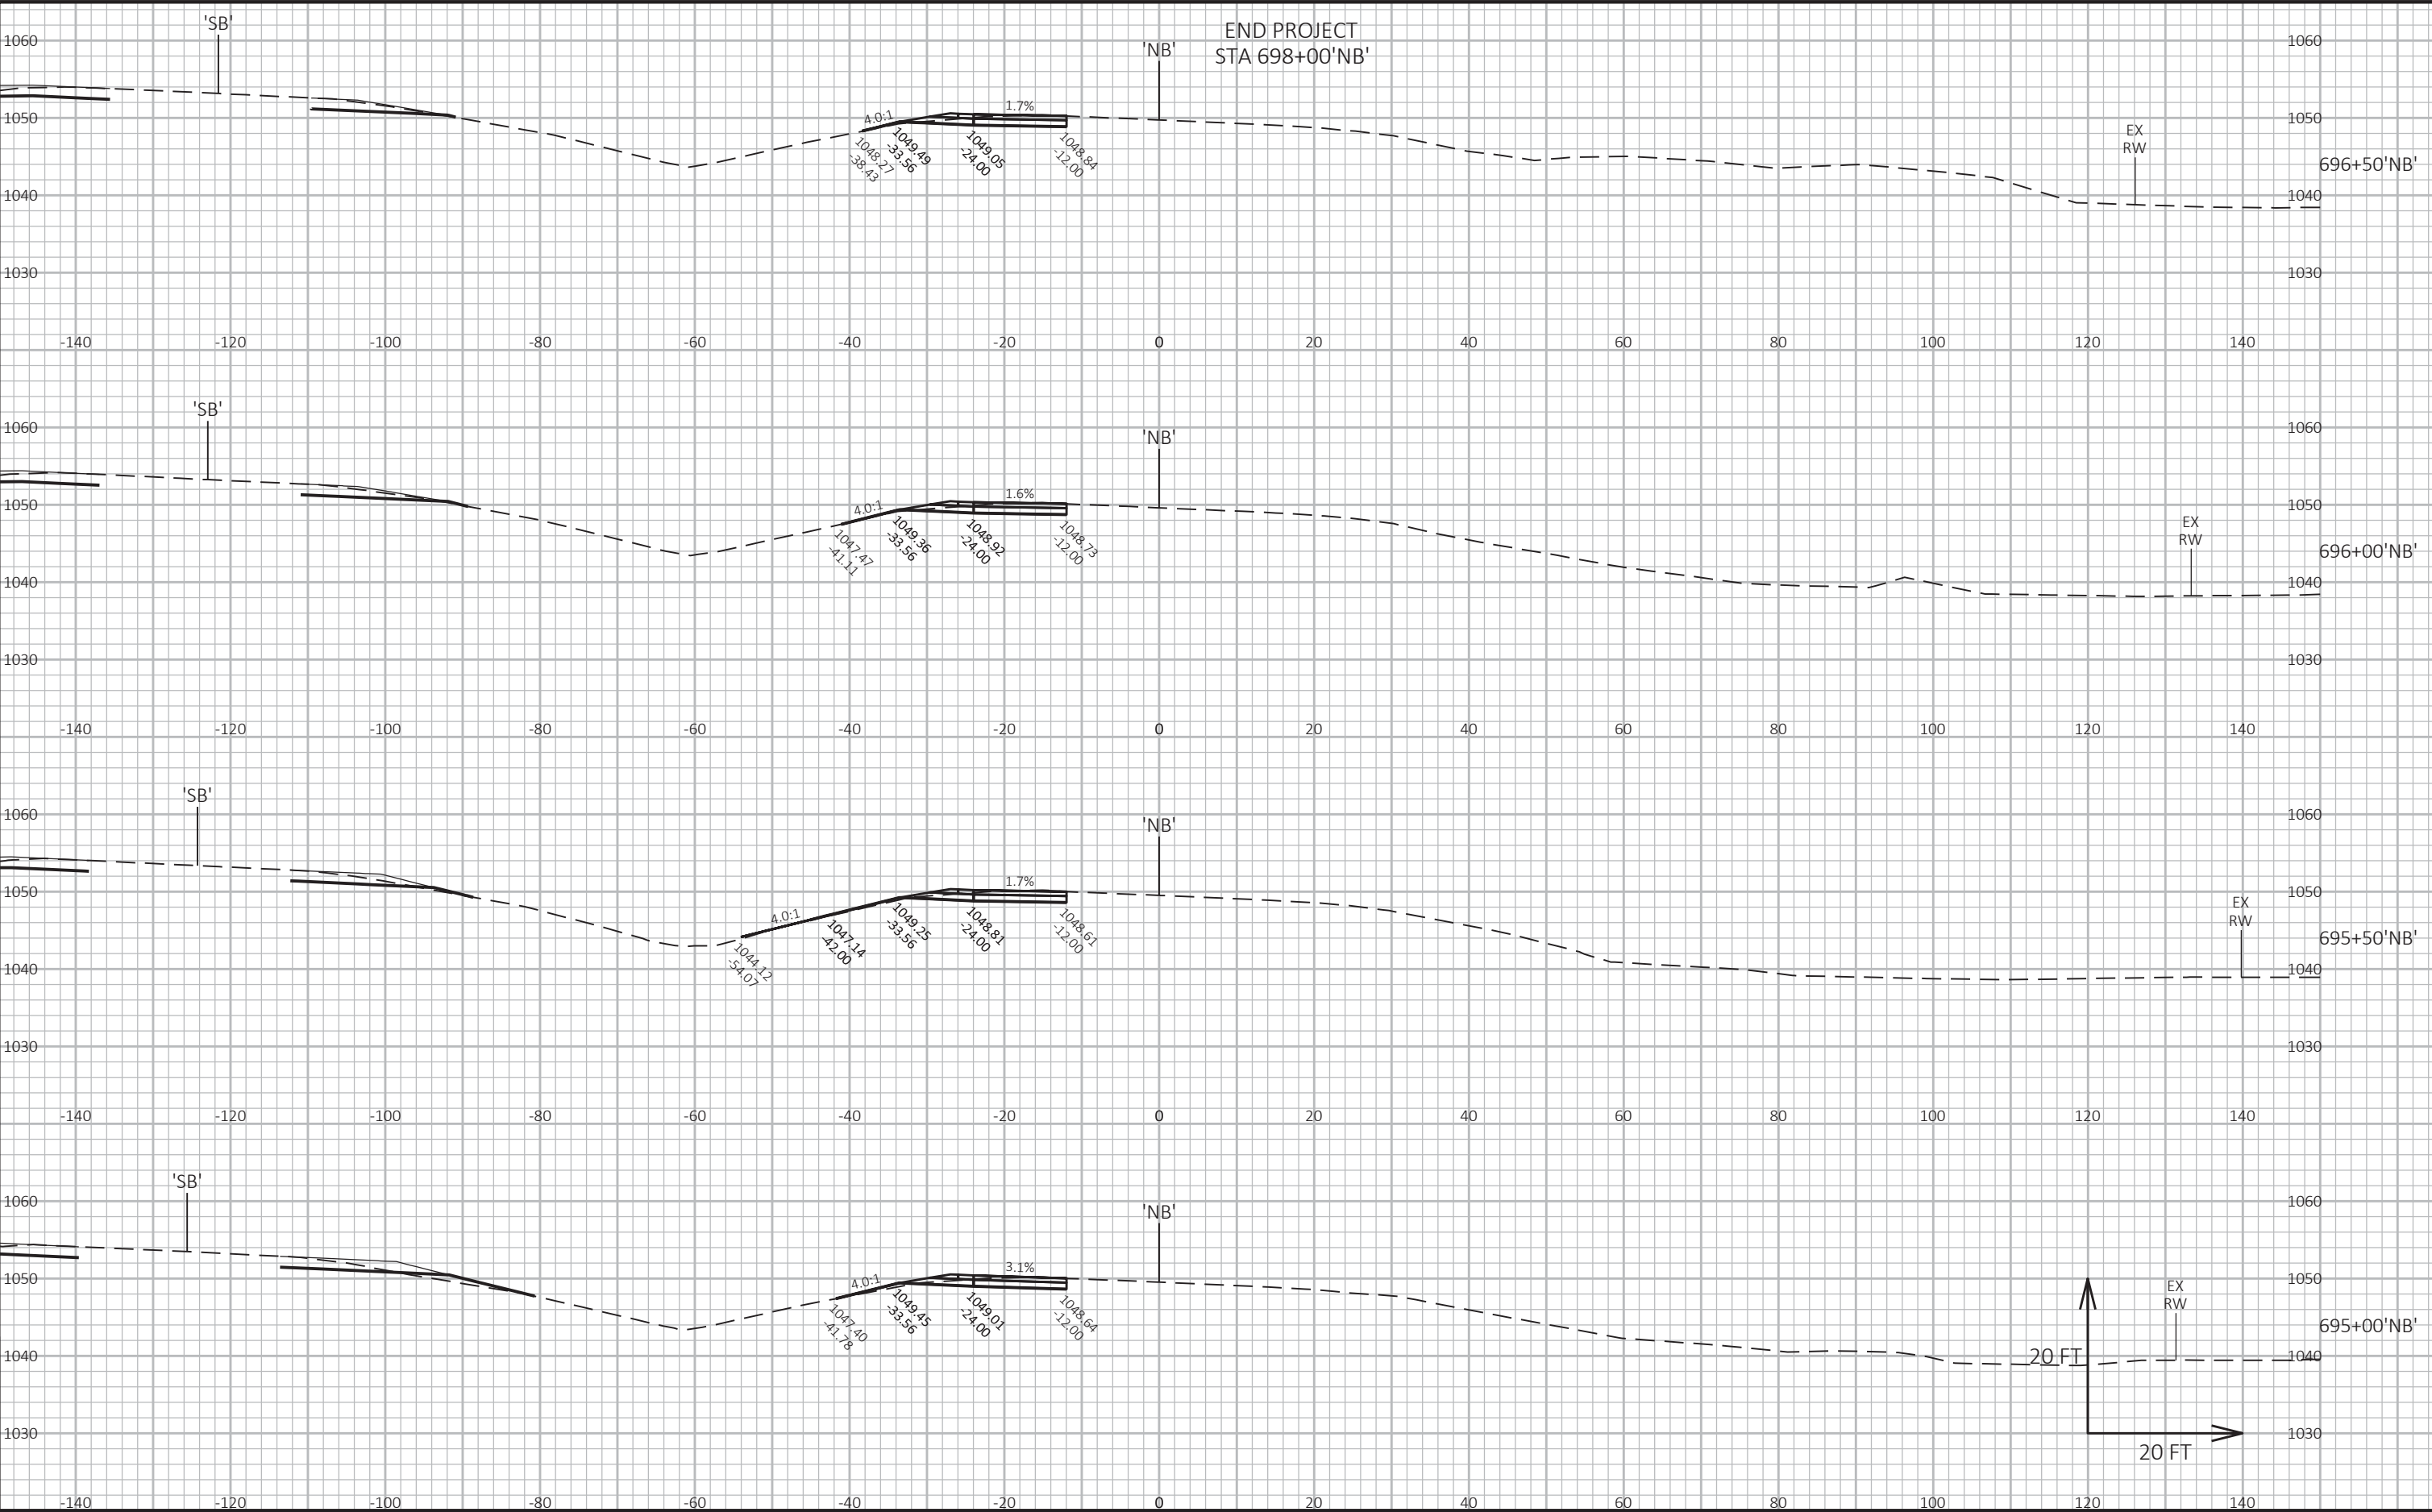 'SB'
END PROJECT
'NB'
STA 698+00'NB'
1060 1060
4.0:1 1.7%
1050 1050
1048.27
-38.43
1049.49
-33.56
1049.05
-24.00
1048.84
-12.00
EX
RW
696+50'NB'
1040 1040
1030 1030
-140 -120 -100 -80 -60 -40 -20 0 20 40 60 80 100 120 140
'SB'
'NB'
1060 1060
4.0:1 1.6%
1050 1050
1047.47
-41.11
1049.36
-33.56
1048.92
-24.00
1048.73
-12.00
EX
RW
696+00'NB'
1040 1040
1030 1030
-140 -120 -100 -80 -60 -40 -20 0 20 40 60 80 100 120 140
'SB'
'NB'
1060 1060
4.0:1 1.7%
1050 1050
1044.12
-54.07
1047.14
-42.00
1049.25
-33.56
1048.81
-24.00
1048.61
-12.00
EX
RW
695+50'NB'
1040 1040
1030 1030
-140 -120 -100 -80 -60 -40 -20 0 20 40 60 80 100 120 140
'SB'
'NB'
1060 1060
4.0:1 3.1%
1050 1050
1047.40
-41.78
1049.45
-33.56
1049.01
-24.00
1048.64
-12.00
EX
RW
695+00'NB'
1040 20 FT 1040
1030 1030
20 FT
-140 -120 -100 -80 -60 -40 -20 0 20 40 60 80 100 120 140